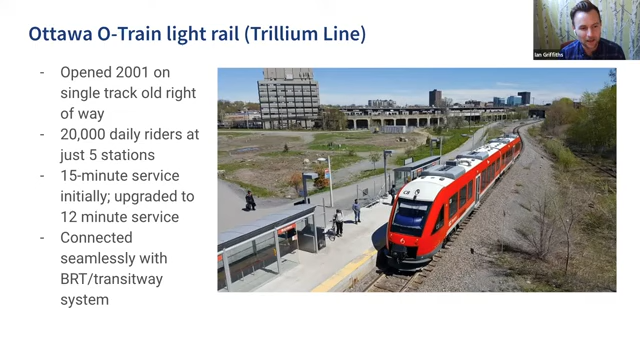 Ottawa O-Train light rail (Trillium Line)
Ian Griffiths
- Opened 2001 on
single track old right
of way
- 20,000 daily riders at
just 5 stations
- 15-minute service
initially; upgraded to
12 minute service
- Connected
seamlessly with
BRT/transitway
system